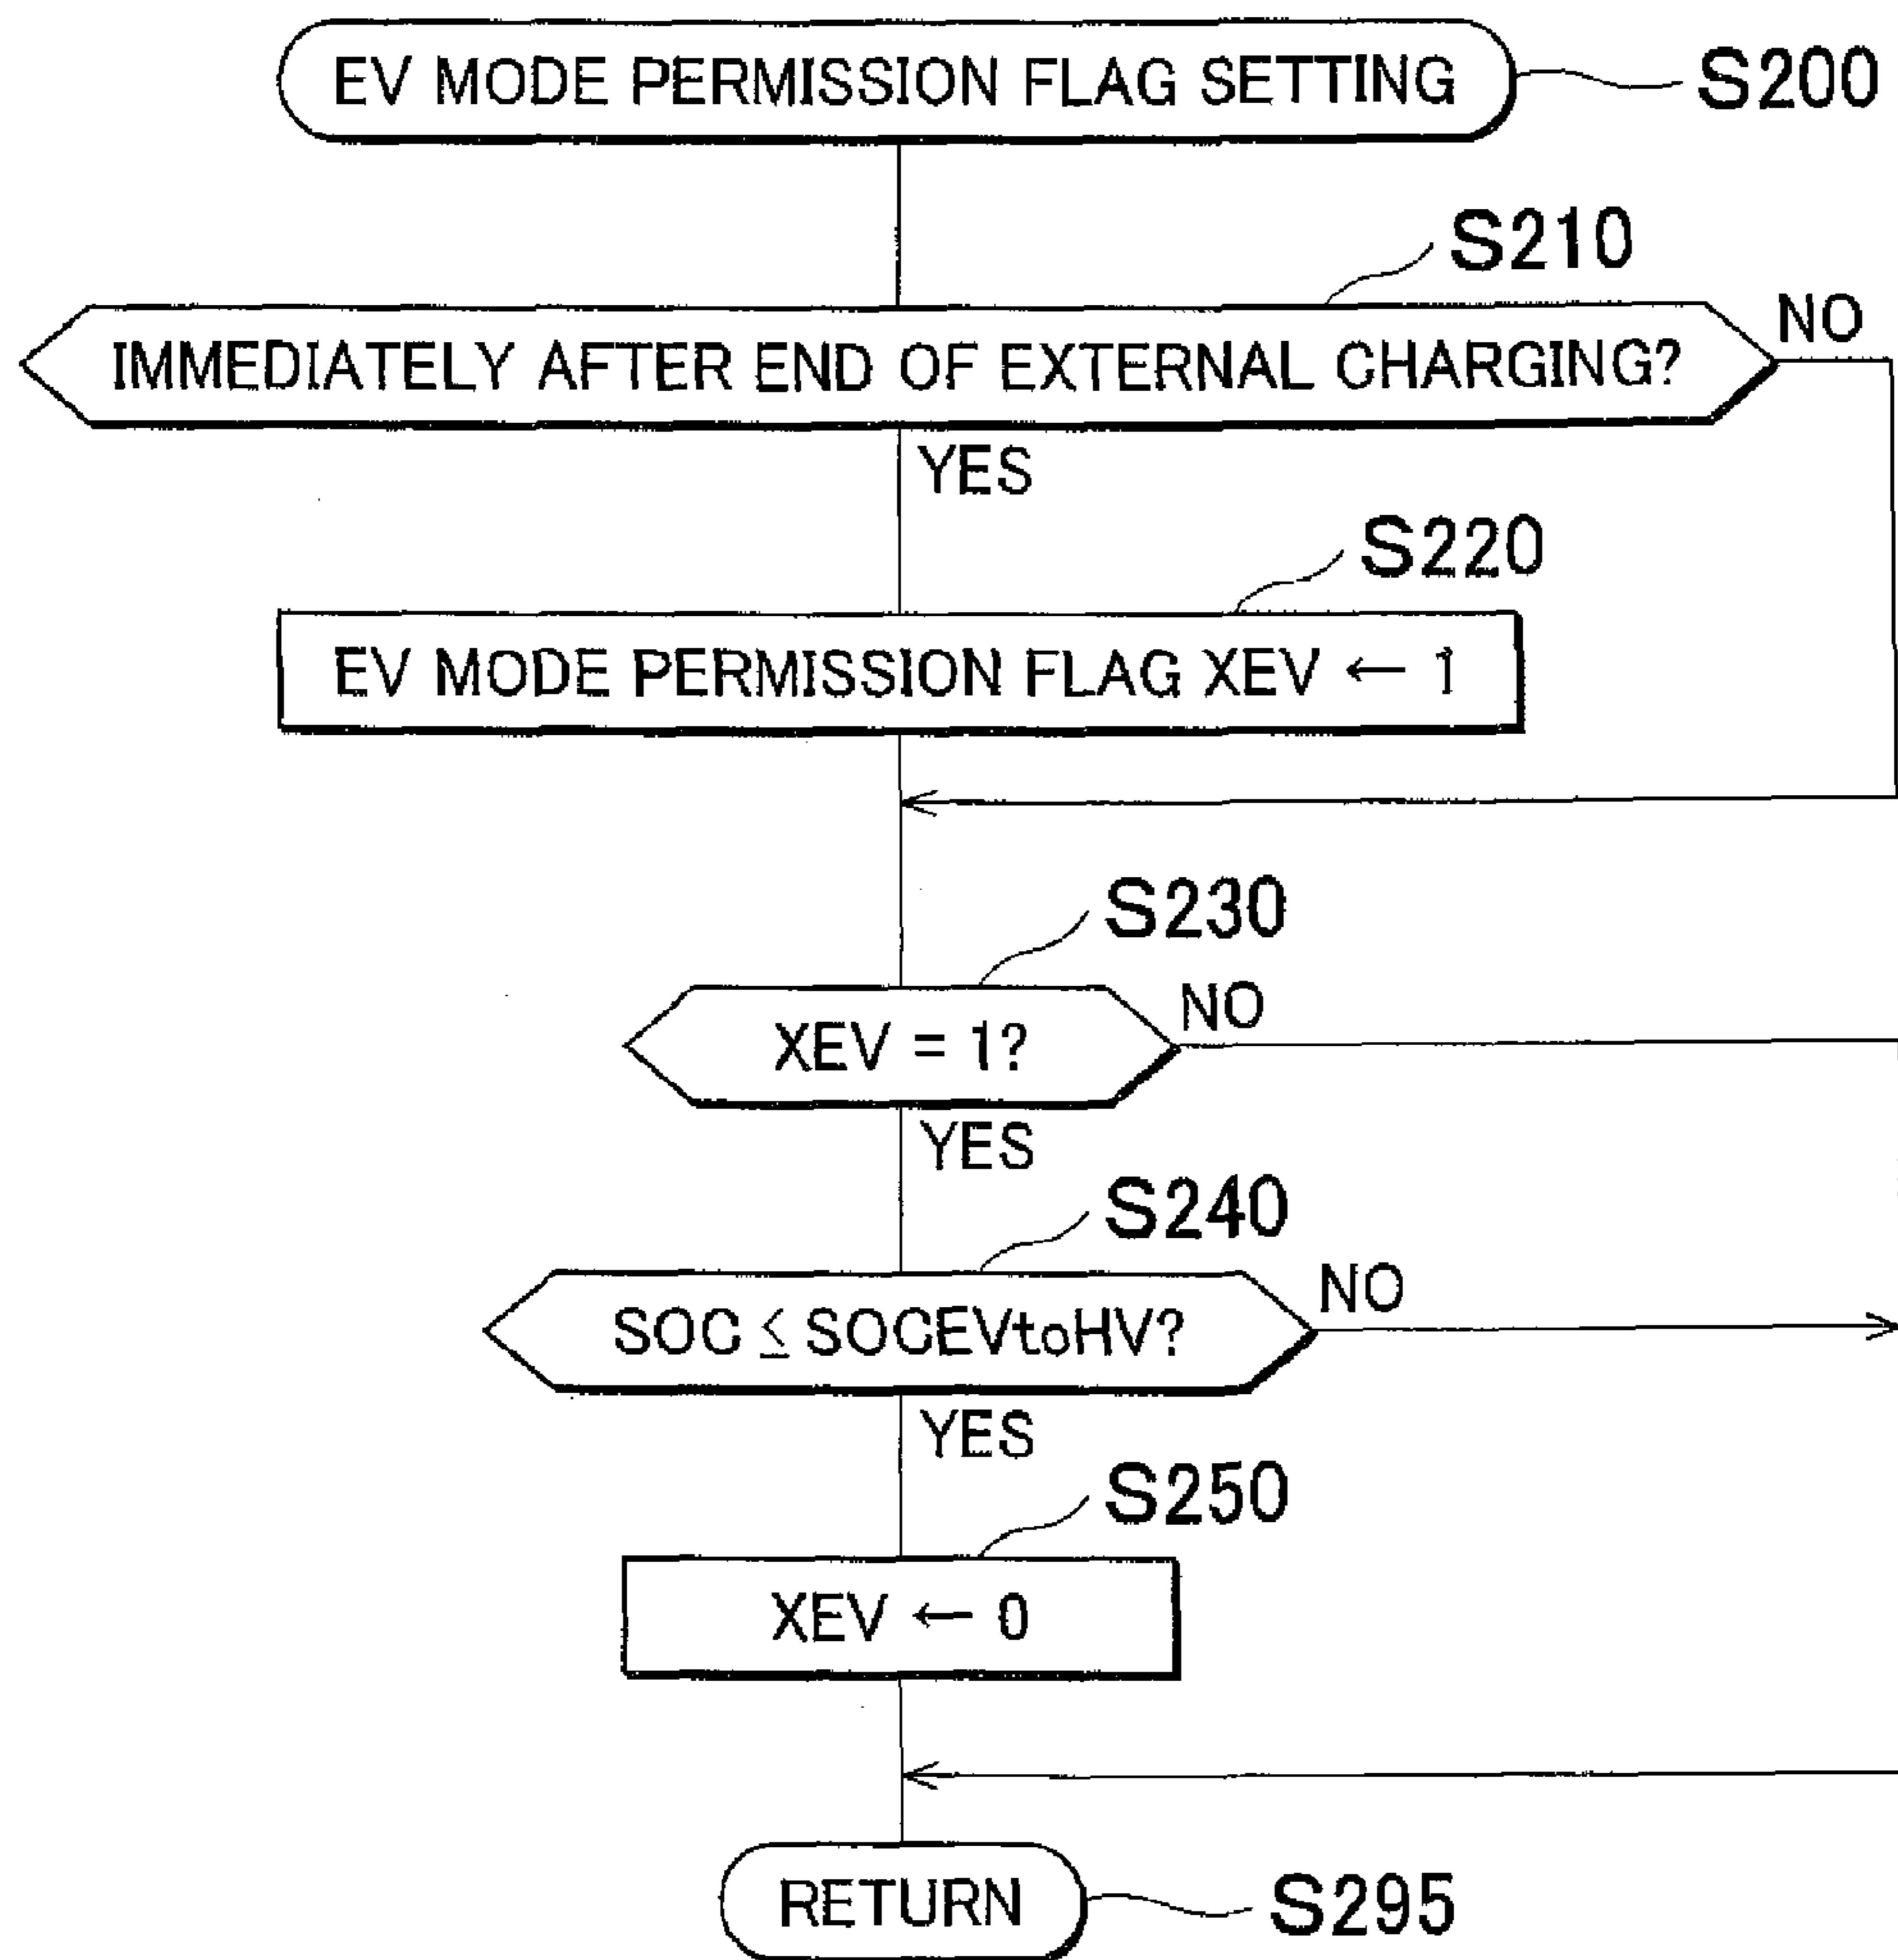 EV MODE PERMISSION FLAG SETTING
S200
S210
IMMEDIATELY AFTER END OF EXTERNAL CHARGING?
NO
YES
S220
EV MODE PERMISSION FLAG XEV ← 1
S230
XEV = 1?
NO
YES
S240
SOC ≤ SOCEVtoHV?
NO
YES
S250
XEV ← 0
RETURN
S295